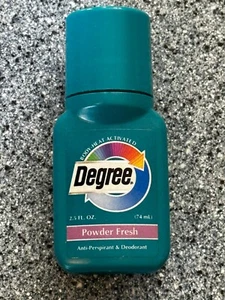 BODY HEAT ACTIVATED
Degree.
2.5 FL. OZ. (74 mL)
Powder Fresh
Anti-Perspirant & Deodorant